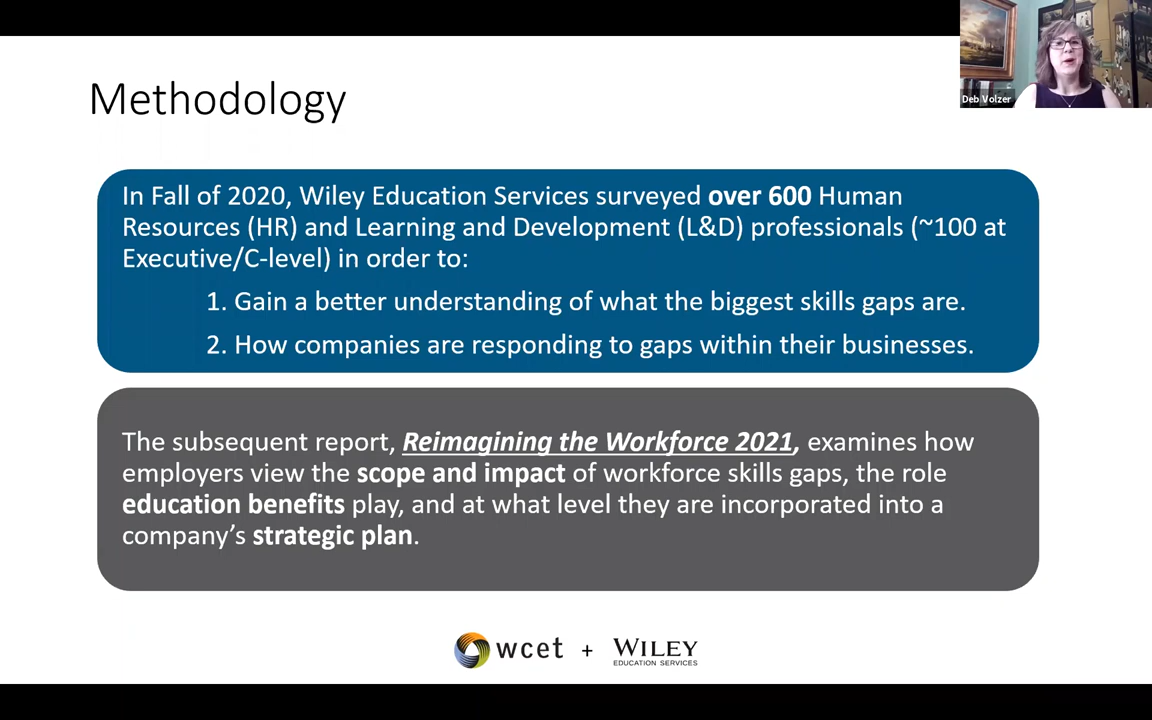 Methodology
Deb Volzer
In Fall of 2020, Wiley Education Services surveyed over 600 Human
Resources (HR) and Learning and Development (L&D) professionals (~100 at
Executive/C-level) in order to:
1. Gain a better understanding of what the biggest skills gaps are.
2. How companies are responding to gaps within their businesses.
The subsequent report, Reimagining the Workforce 2021, examines how
employers view the scope and impact of workforce skills gaps, the role
education benefits play, and at what level they are incorporated into a
company’s strategic plan.
wcet + WILEY
EDUCATION SERVICES